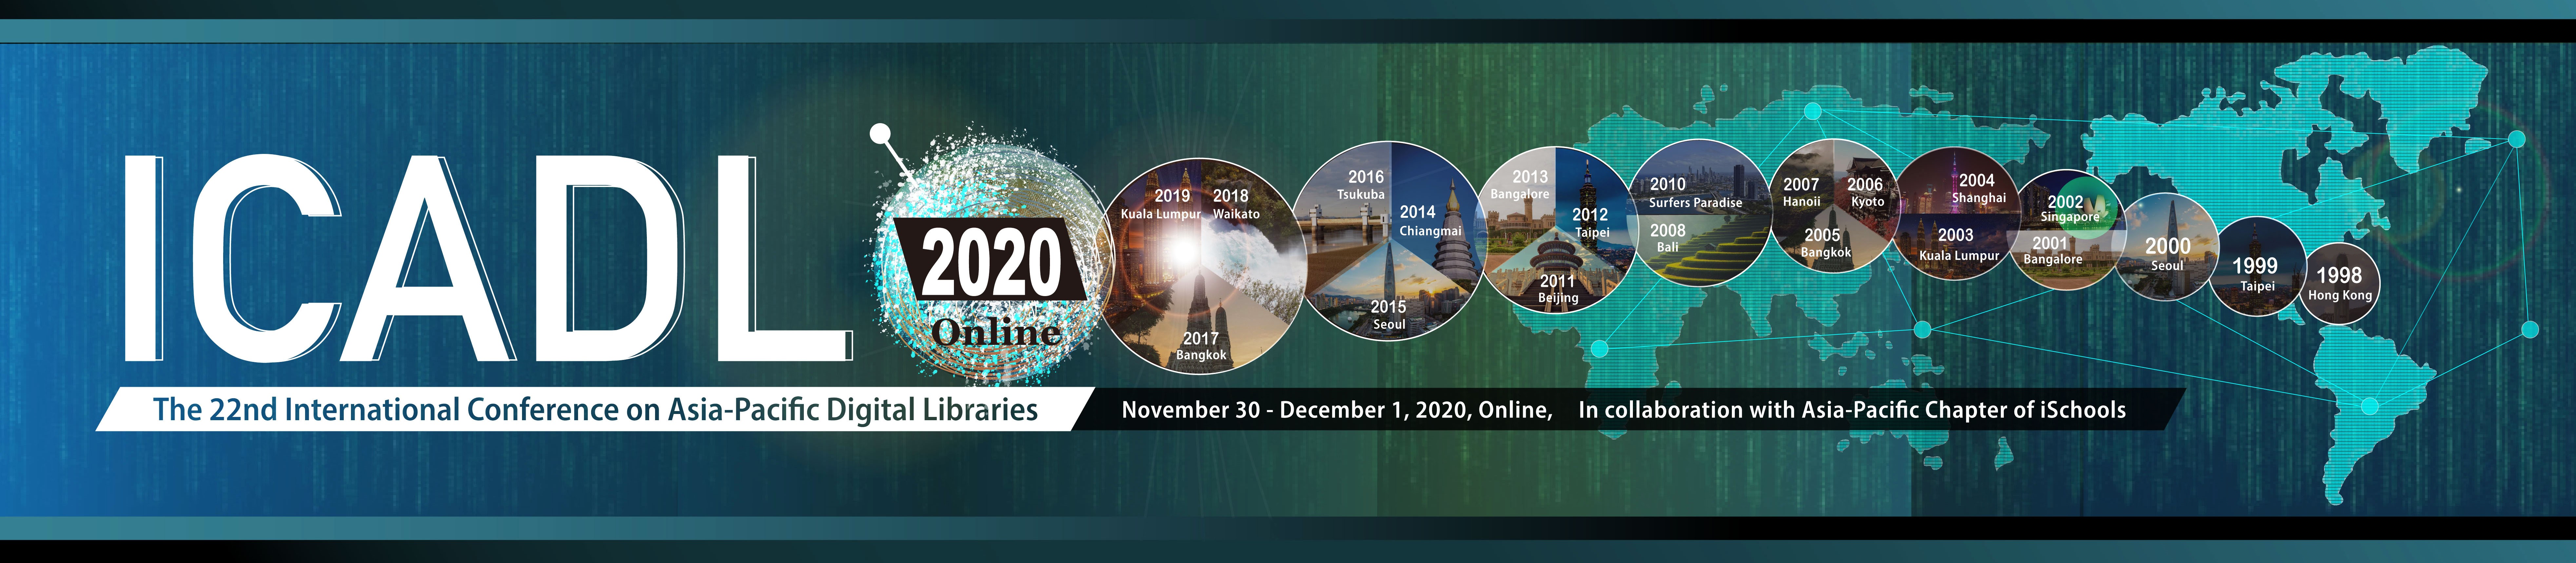 ICADL
2020
Online
2019
Kuala Lumpur
2018
Waikato
2017
Bangkok
2016
Tsukuba
2014
Chiangmai
2015
Seoul
2013
Bangalore
2012
Taipei
2011
Beijing
2010
Surfers Paradise
2008
Bali
2007
Hanoii
2006
Kyoto
2005
Bangkok
2004
Shanghai
2003
Kuala Lumpur
2002
Singapore
2001
Bangalore
2000
Seoul
1999
Taipei
1998
Hong Kong
The 22nd International Conference on Asia-Pacific Digital Libraries
November 30 - December 1, 2020, Online, In collaboration with Asia-Pacific Chapter of iSchools